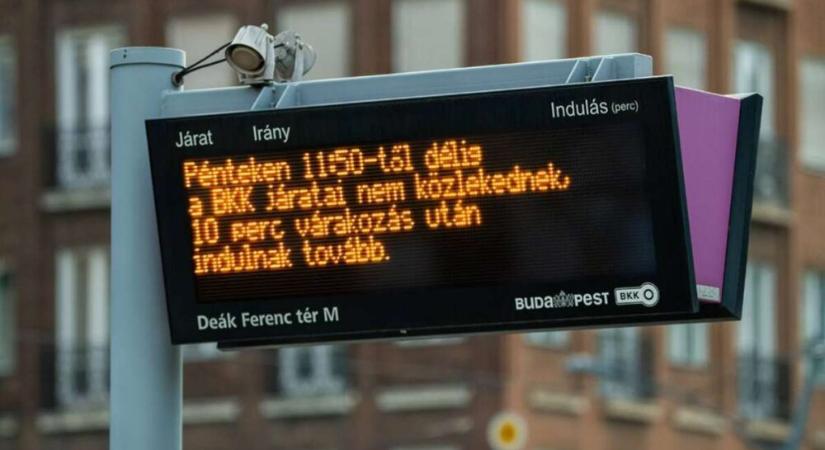 Járat Irány Indulás (perc)
Pénteken 11:50-től délig
a BKK járatai nem közlekednek,
10 perc várakozás után
indulnak tovább.
Deák Ferenc tér M
BUDAPEST BKK